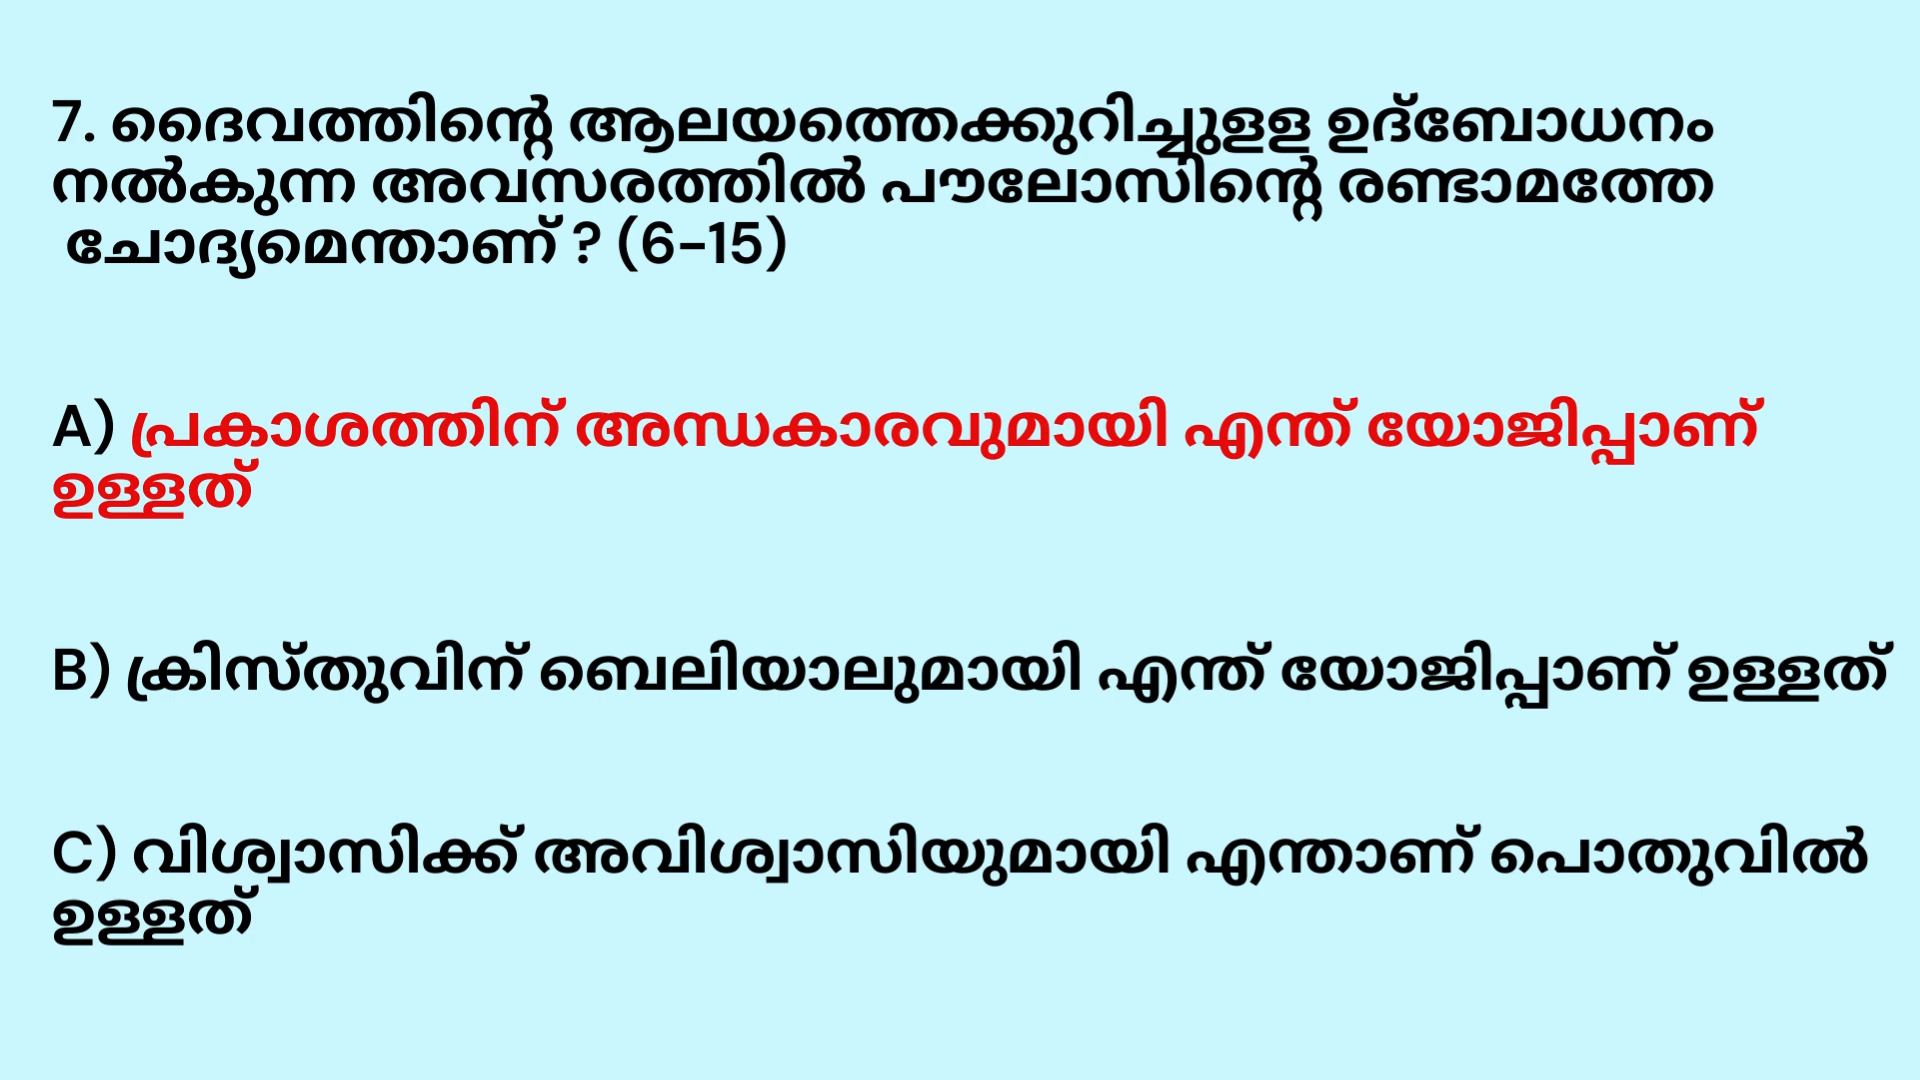 7. ദൈവത്തിന്റെ ആലയത്തെക്കുറിച്ചുളള ഉദ്ബോധനം
നൽകുന്ന അവസരത്തിൽ പൗലോസിന്റെ രണ്ടാമത്തേ
ചോദ്യമെന്താണ് ? (6-15)
A) പ്രകാശത്തിന് അന്ധകാരവുമായി എന്ത് യോജിപ്പാണ്
ഉള്ളത്
B) ക്രിസ്തുവിന് ബെലിയാലുമായി എന്ത് യോജിപ്പാണ് ഉള്ളത്
C) വിശ്വാസിക്ക് അവിശ്വാസിയുമായി എന്താണ് പൊതുവിൽ
ഉള്ളത്